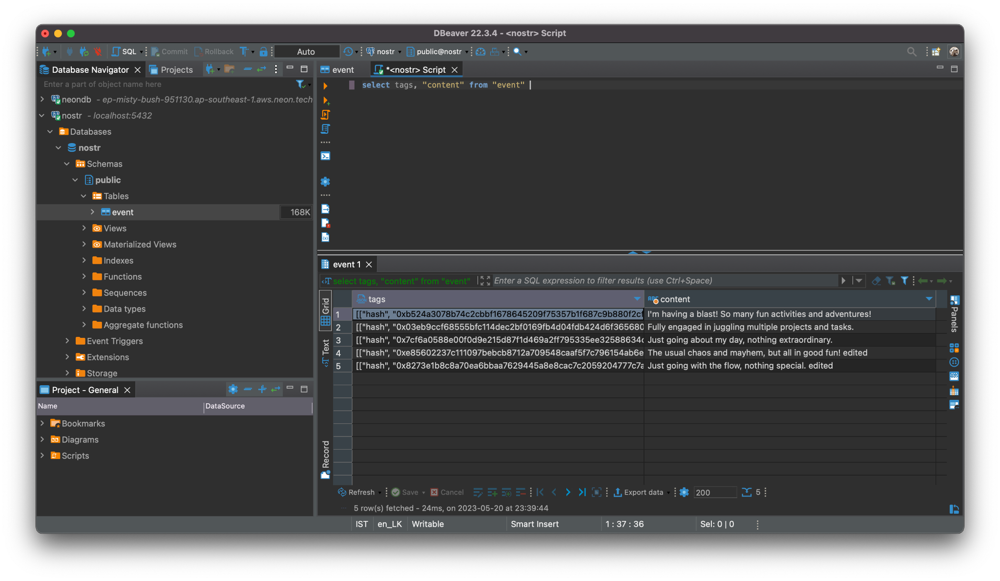 DBeaver 22.3.4 - <nostr> Script
SQL Commit Rollback Auto nostr public@nostr
Database Navigator Projects
Enter a part of object name here
neondb - ep-misty-bush-951130.ap-southeast-1.aws.neon.tech
nostr - localhost:5432
Databases
nostr
Schemas
public
Tables
event 168K
Views
Materialized Views
Indexes
Functions
Sequences
Data types
Aggregate functions
Event Triggers
Extensions
Storage
Project - General
Name DataSource
Bookmarks
Diagrams
Scripts
event *<nostr> Script
select tags, "content" from "event"
event 1
select tags, "content" from "event" Enter a SQL expression to filter results (use Ctrl+Space)
Grid
Text
Record
Panels
tags content
1 [["hash", "0xb524a3078b74c2cbbf1678645209f75357b1f687c9b880f2cf I'm having a blast! So many fun activities and adventures!
2 [["hash", "0x03eb9ccf68555bfc114dec2bf0169fb4d04fdb424d6f365680 Fully engaged in juggling multiple projects and tasks.
3 [["hash", "0x7cf6a0588e00f0d9e215d87f1d469a2ff795335ee32588634c Just going about my day, nothing extraordinary.
4 [["hash", "0xe85602237c111097bebcb8712a709548caaf5f7c796154ab6e The usual chaos and mayhem, but all in good fun! edited
5 [["hash", "0x8273e1b8c8a70ea6bbaa7629445a8e8cac7c2059204777c7a Just going with the flow, nothing special. edited
Refresh Save Cancel Export data 200 5
5 row(s) fetched - 24ms, on 2023-05-20 at 23:39:44
IST en_LK Writable Smart Insert 1 : 37 : 36 Sel: 0 | 0